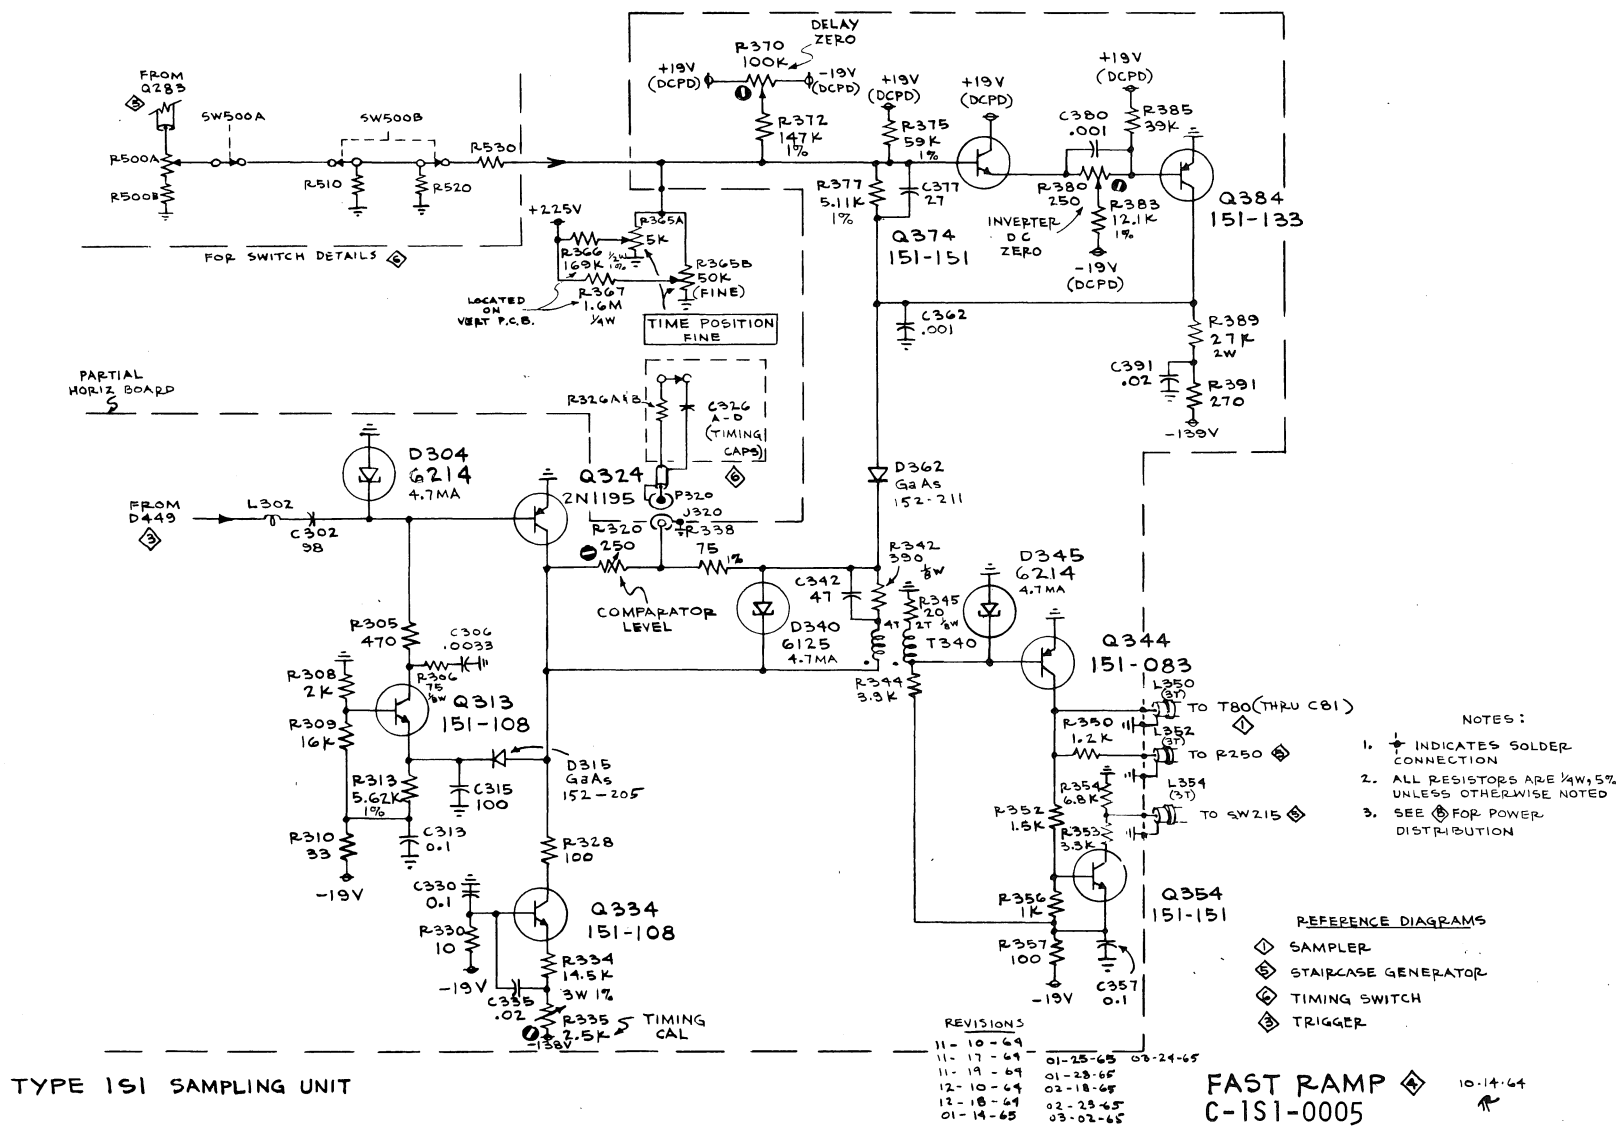 DELAY
ZERO
R370
100K
+19V
(DCPD)
-19V
(DCPD)
FROM
Q283
3
SW500A
SW500B
R500A
R500B
R510
R520
R530
FOR SWITCH DETAILS 6
R372
147K
1%
+19V
(DCPD)
R375
59K
1%
+19V
(DCPD)
C380
.001
+19V
(DCPD)
R385
39K
R377
5.11K
1%
C377
27
Q374
151-151
R380
250
INVERTER
DC
ZERO
R383
12.1K
1%
-19V
(DCPD)
Q384
151-133
+225V
R365A
5K
R366
169K
1/2W
1%
R367
1.6M
1/4W
R365B
50K
(FINE)
LOCATED
ON
VERT P.C.B.
TIME POSITION
FINE
C362
.001
R389
27K
2W
C391
.02
R391
270
-139V
PARTIAL
HORIZ BOARD
R326A&B
C326
A-D
(TIMING
CAPS)
6
P320
J320
D304
6214
4.7MA
FROM
D449
3
L302
C302
98
Q324
2N1195
R320
250
R338
75
1%
COMPARATOR
LEVEL
D362
GaAs
152-211
R342
390
1/8W
C342
47
4T
2T
R345
20
1/8W
T340
D345
6214
4.7MA
D340
6125
4.7MA
R344
3.9K
Q344
151-083
R305
470
C306
.0033
R306
75
1/8W
R308
2K
R309
16K
Q313
151-108
R313
5.62K
1%
C315
100
D315
GaAs
152-205
R310
33
C313
0.1
-19V
L350
(3T)
TO T80 (THRU C81)
1
R350
1.2K
L352
(3T)
TO R250 5
R354
6.8K
L354
(3T)
TO SW215 5
R352
1.5K
R353
3.3K
R356
1K
Q354
151-151
R357
100
C357
0.1
-19V
R328
100
C330
0.1
R330
10
Q334
151-108
-19V
R334
14.5K
3W 1%
C335
.02
R335
2.5K
TIMING
CAL
-138V
NOTES:
1. INDICATES SOLDER
CONNECTION
2. ALL RESISTORS ARE 1/4W, 5%
UNLESS OTHERWISE NOTED
3. SEE 8 FOR POWER
DISTRIBUTION
REFERENCE DIAGRAMS
1 SAMPLER
5 STAIRCASE GENERATOR
6 TIMING SWITCH
3 TRIGGER
REVISIONS
11-10-64
11-17-64
11-19-64
12-10-64
12-18-64
01-14-65
01-25-65
01-28-65
02-18-65
02-23-65
03-02-65
03-24-65
TYPE 1S1 SAMPLING UNIT
FAST RAMP 4
C-1S1-0005
10-14-64